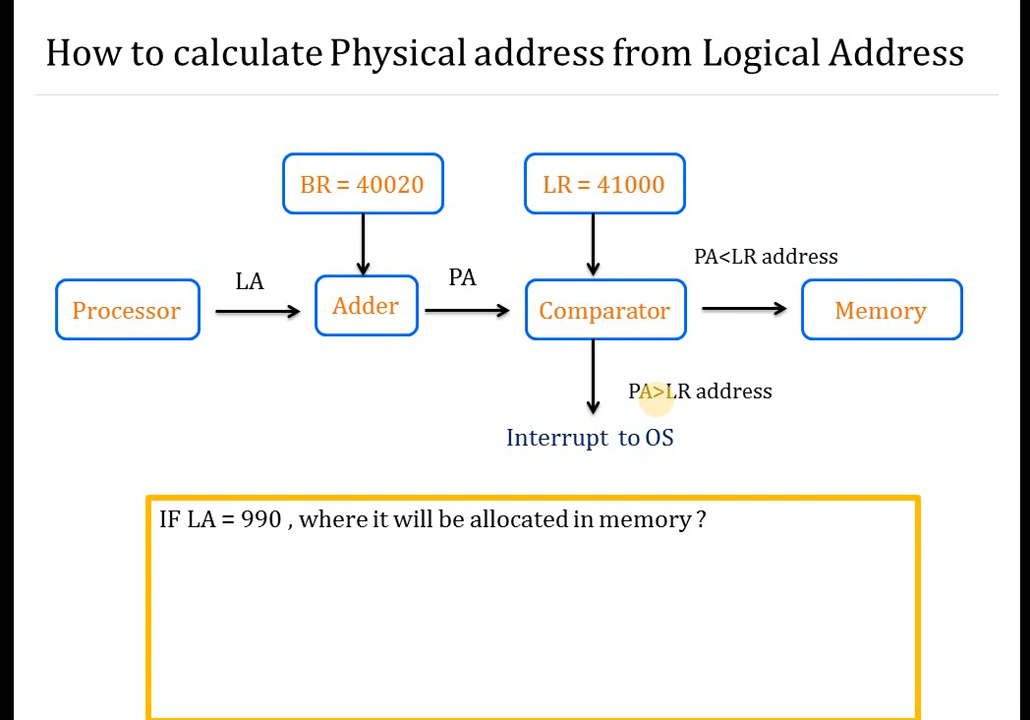 How to calculate Physical address from Logical Address
BR = 40020
LR = 41000
PA<LR address
LA
PA
Processor
Adder
Comparator
Memory
PA>LR address
Interrupt to OS
IF LA = 990 , where it will be allocated in memory ?